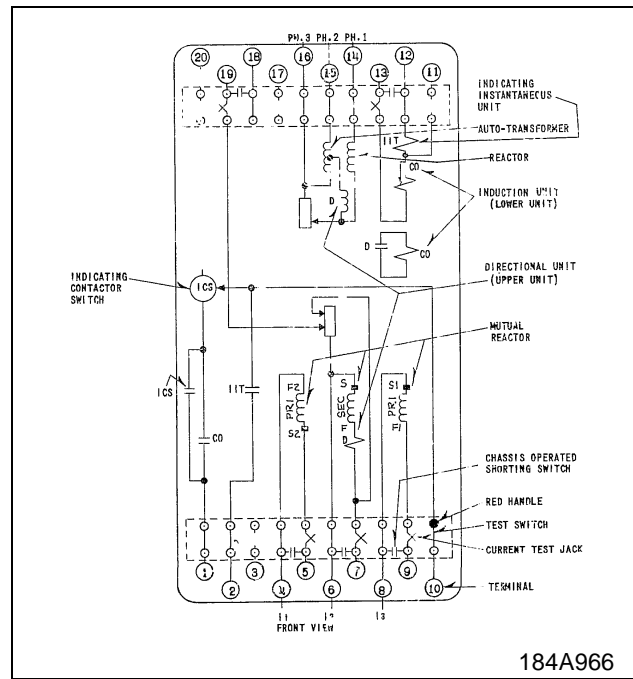 PH.3 PH.2 PH.1
20
19
18
17
16
15
14
13
12
11
INDICATING
INSTANTANEOUS
UNIT
AUTO-TRANSFORMER
REACTOR
IIT
CO
D
INDUCTION UNIT
(LOWER UNIT)
D
CO
DIRECTIONAL UNIT
(UPPER UNIT)
INDICATING
CONTACTOR
SWITCH
ICS
MUTUAL
REACTOR
ICS
IIT
CO
F2
PRI
S2
S
SEC
F
D
S1
PRI
F1
CHASSIS OPERATED
SHORTING SWITCH
RED HANDLE
TEST SWITCH
CURRENT TEST JACK
TERMINAL
1
2
3
4
5
6
7
8
9
10
I1
I2
I3
FRONT VIEW
184A966